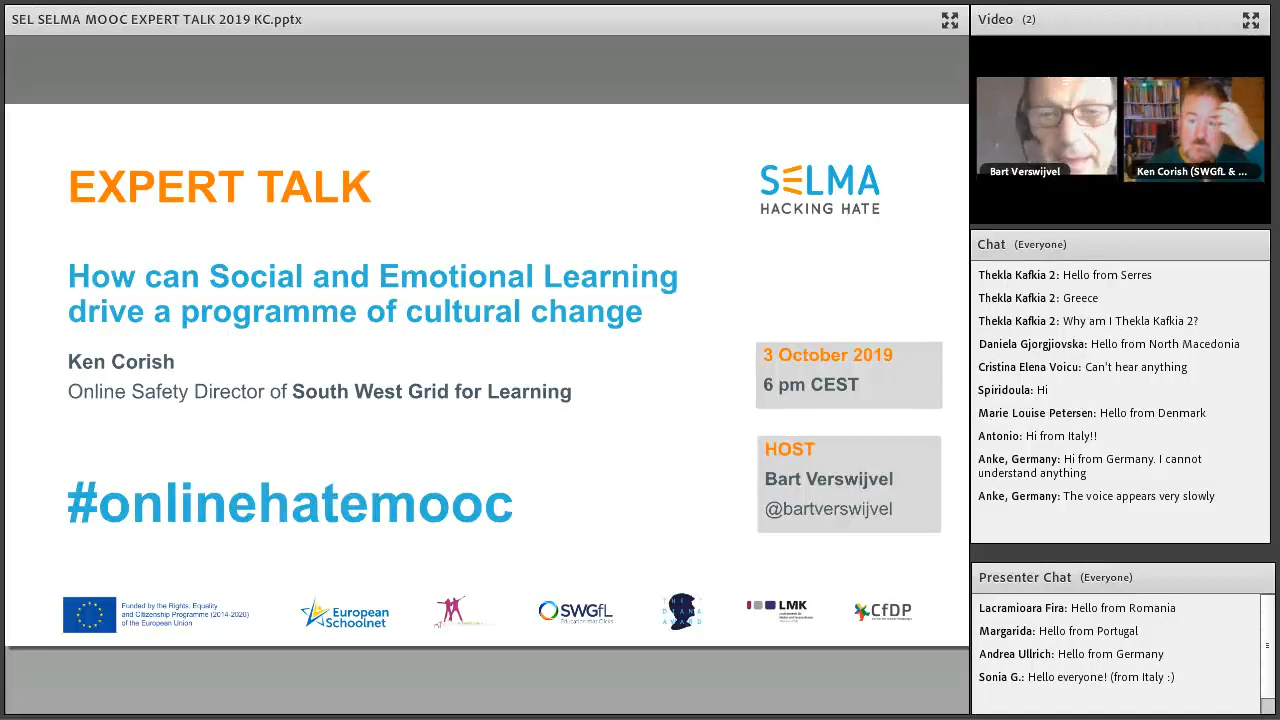 SEL SELMA MOOC EXPERT TALK 2019 KC.pptx
EXPERT TALK
SELMA
HACKING HATE
How can Social and Emotional Learning
drive a programme of cultural change
Ken Corish
Online Safety Director of South West Grid for Learning
3 October 2019
6 pm CEST
HOST
Bart Verswijvel
@bartverswijvel
#onlinehatemooc
Funded by the Rights, Equality
and Citizenship Programme (2014-2020)
of the European Union
European
Schoolnet
SWGfL
THE
DIANA
AWARD
LMK
CfDP
Video (2)
Bart Verswijvel
Ken Corish (SWGfL & ...
Chat (Everyone)
Thekla Kafkia 2: Hello from Serres
Thekla Kafkia 2: Greece
Thekla Kafkia 2: Why am I Thekla Kafkia 2?
Daniela Gjorgjiovska: Hello from North Macedonia
Cristina Elena Voicu: Can't hear anything
Spiridoula: Hi
Marie Louise Petersen: Hello from Denmark
Antonio: Hi from Italy!!
Anke, Germany: Hi from Germany. I cannot
understand anything
Anke, Germany: The voice appears very slowly
Presenter Chat (Everyone)
Lacramioara Fira: Hello from Romania
Margarida: Hello from Portugal
Andrea Ullrich: Hello from Germany
Sonia G.: Hello everyone! (from Italy :)